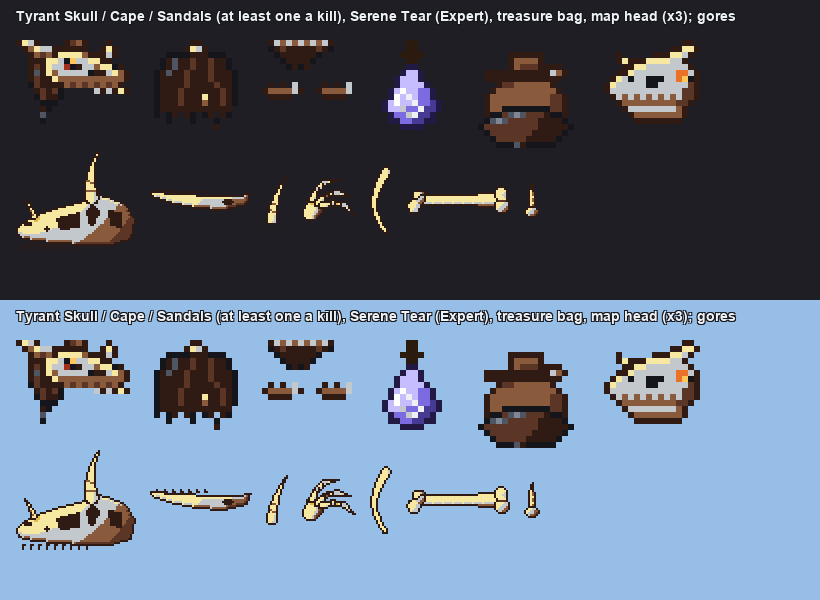 Tyrant Skull / Cape / Sandals (at least one a kill), Serene Tear (Expert), treasure bag, map head (x3); gores
Tyrant Skull / Cape / Sandals (at least one a kill), Serene Tear (Expert), treasure bag, map head (x3); gores